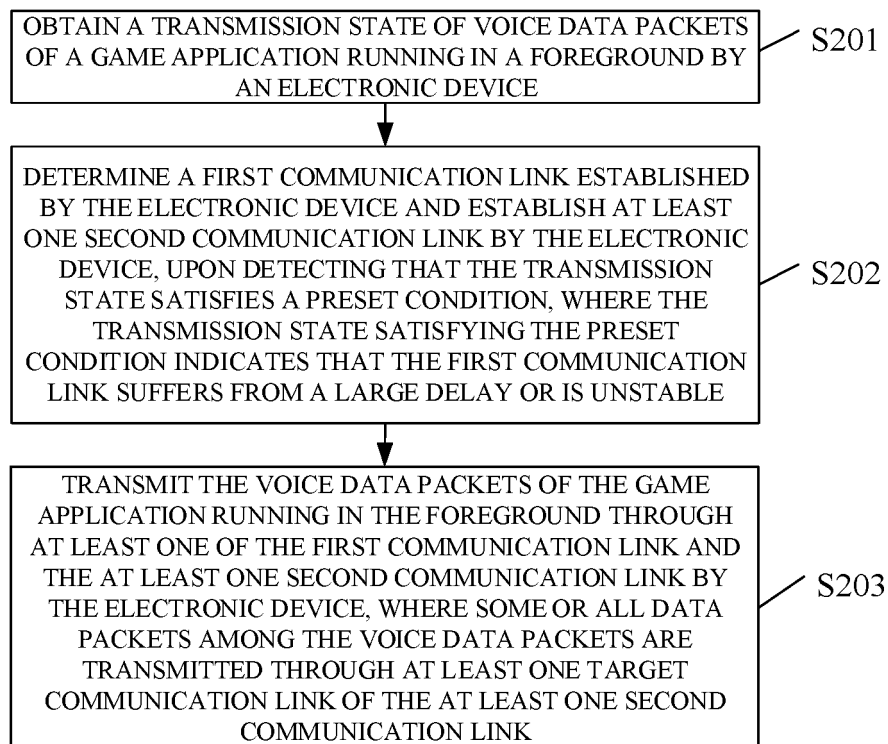 OBTAIN A TRANSMISSION STATE OF VOICE DATA PACKETS
OF A GAME APPLICATION RUNNING IN A FOREGROUND BY
AN ELECTRONIC DEVICE
S201
DETERMINE A FIRST COMMUNICATION LINK ESTABLISHED
BY THE ELECTRONIC DEVICE AND ESTABLISH AT LEAST
ONE SECOND COMMUNICATION LINK BY THE ELECTRONIC
DEVICE, UPON DETECTING THAT THE TRANSMISSION
STATE SATISFIES A PRESET CONDITION, WHERE THE
TRANSMISSION STATE SATISFYING THE PRESET
CONDITION INDICATES THAT THE FIRST COMMUNICATION
LINK SUFFERS FROM A LARGE DELAY OR IS UNSTABLE
S202
TRANSMIT THE VOICE DATA PACKETS OF THE GAME
APPLICATION RUNNING IN THE FOREGROUND THROUGH
AT LEAST ONE OF THE FIRST COMMUNICATION LINK AND
THE AT LEAST ONE SECOND COMMUNICATION LINK BY
THE ELECTRONIC DEVICE, WHERE SOME OR ALL DATA
PACKETS AMONG THE VOICE DATA PACKETS ARE
TRANSMITTED THROUGH AT LEAST ONE TARGET
COMMUNICATION LINK OF THE AT LEAST ONE SECOND
COMMUNICATION LINK
S203